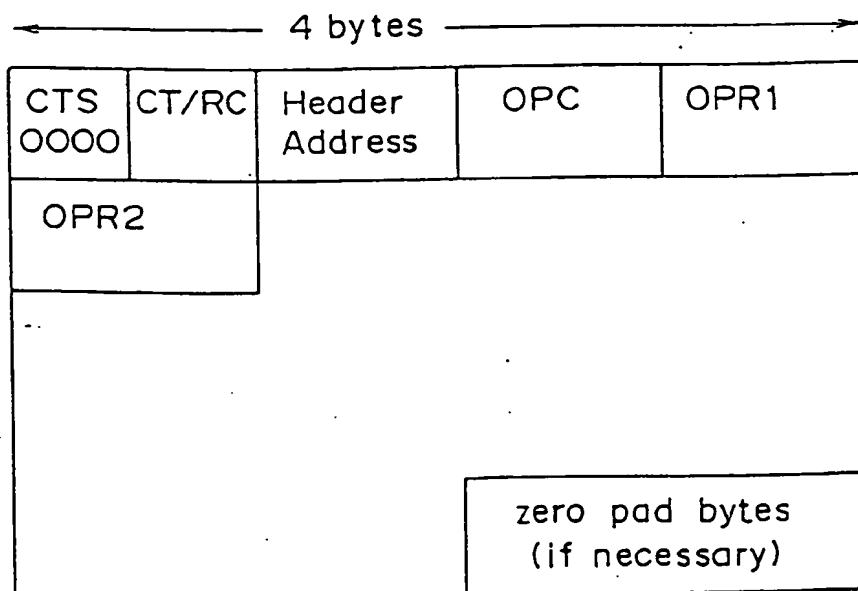 4 bytes
CTS
0000
CT/RC
Header
Address
OPC
OPR1
OPR2
zero pad bytes
(if necessary)